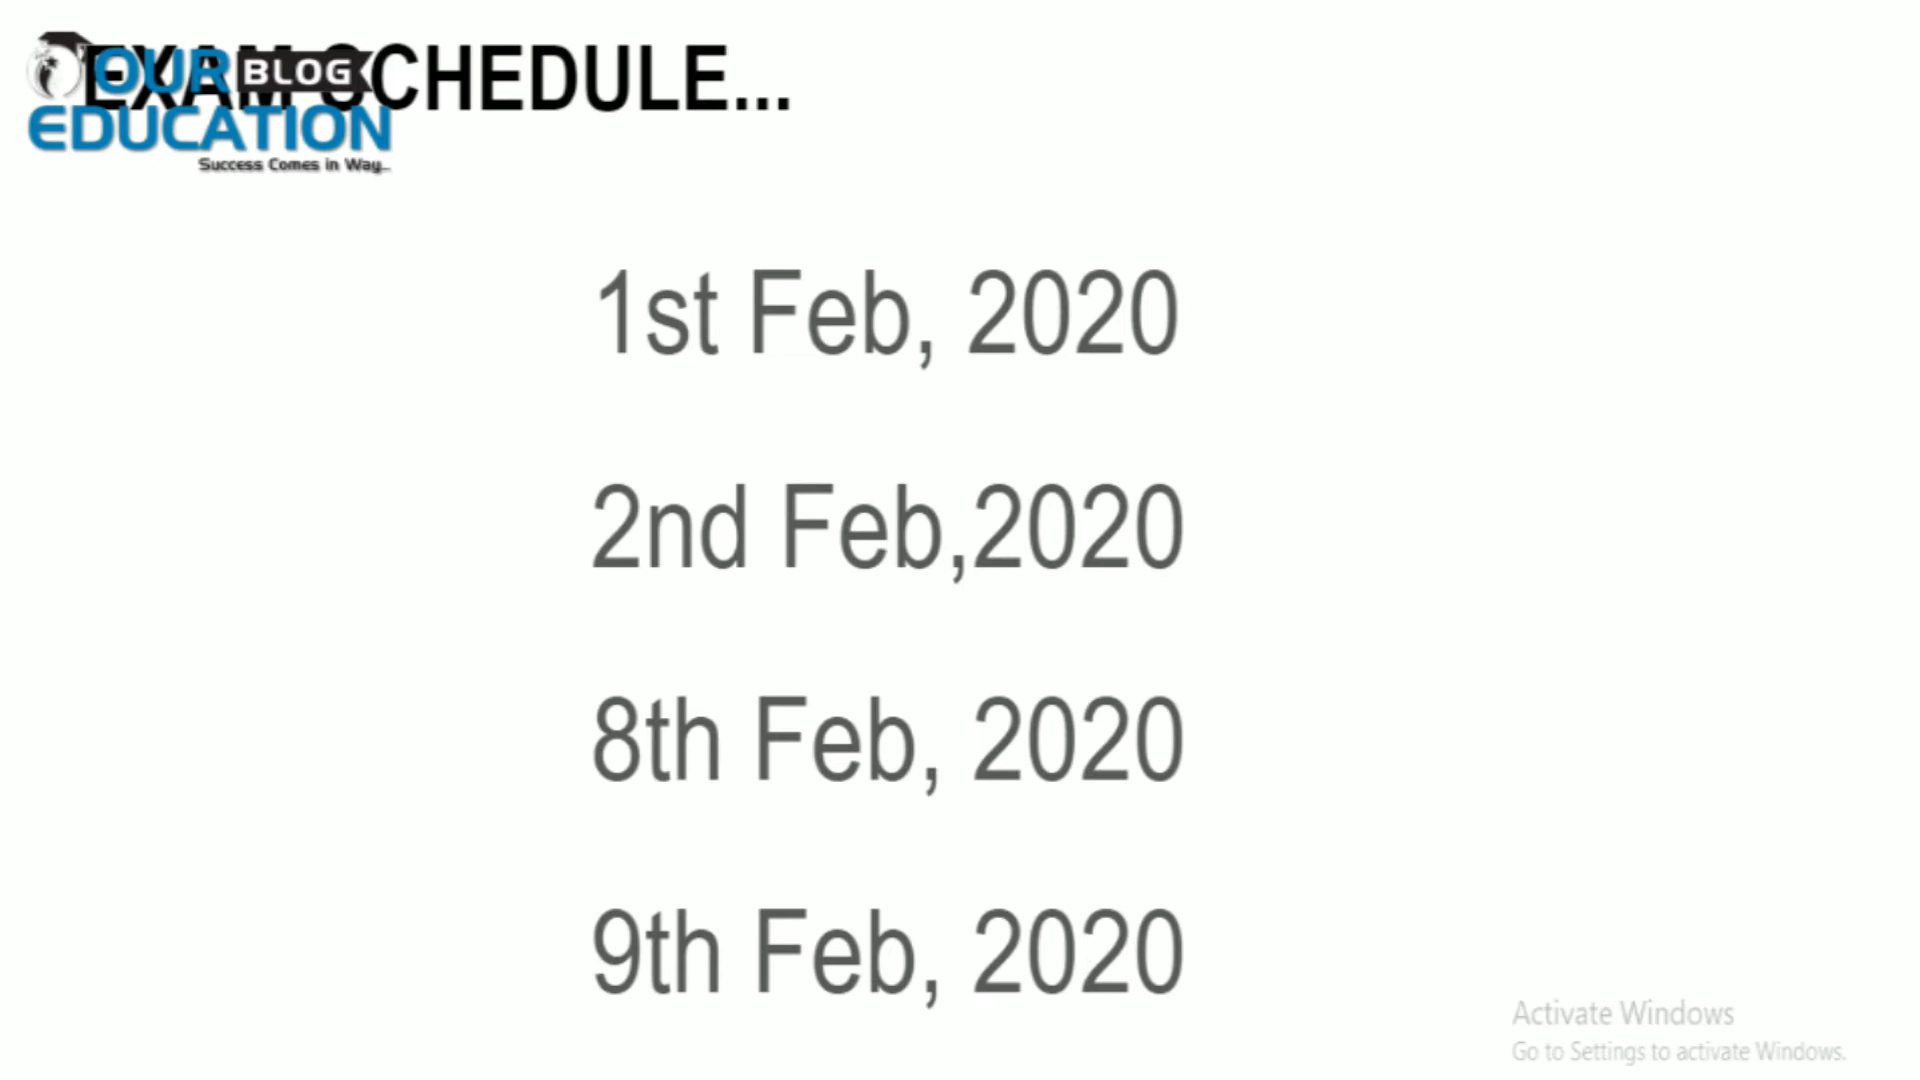 EXAM SCHEDULE...
OUR BLOG
EDUCATION
Success Comes in Way..
1st Feb, 2020
2nd Feb,2020
8th Feb, 2020
9th Feb, 2020
Activate Windows
Go to Settings to activate Windows.